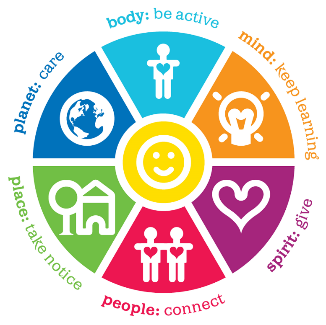 body: be active
mind: keep learning
spirit: give
people: connect
place: take notice
planet: care